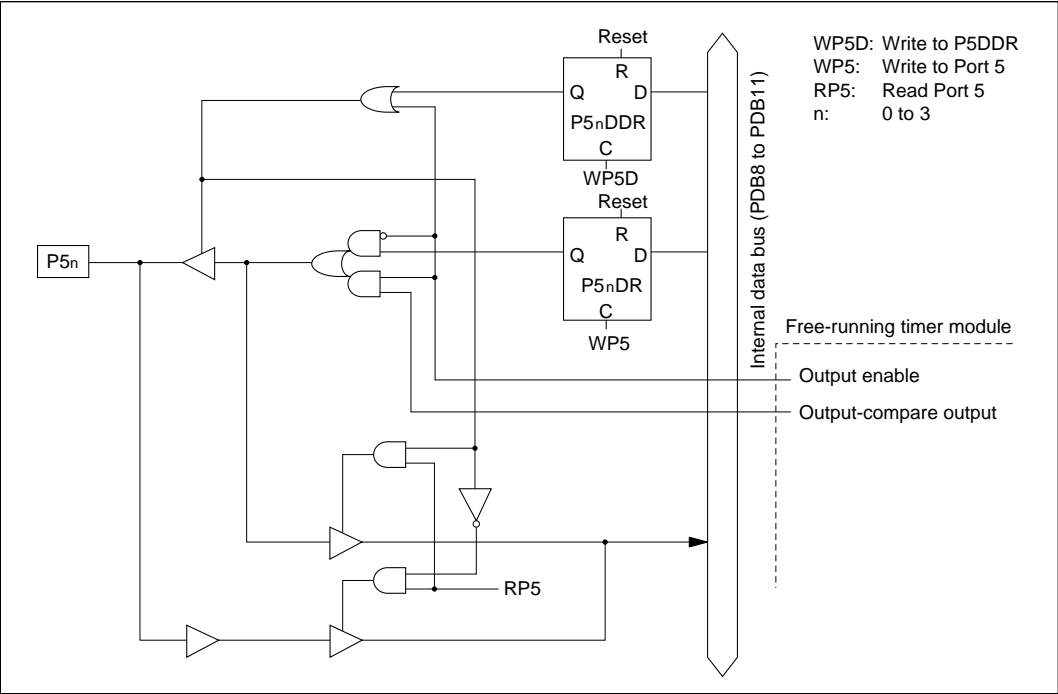 Reset
R
Q D
P5nDDR
C
WP5D
Reset
R
Q D
P5nDR
C
WP5
P5n
Internal data bus (PDB8 to PDB11)
WP5D: Write to P5DDR
WP5: Write to Port 5
RP5: Read Port 5
n: 0 to 3
Free-running timer module
Output enable
Output-compare output
RP5